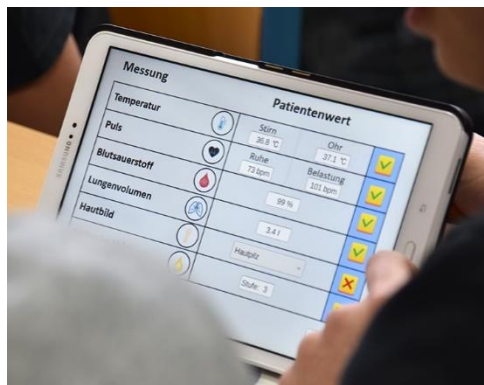 Messung
Patientenwert
Temperatur
Stirn
36.8 °C
Ohr
37.1 °C
Puls
Ruhe
73 bpm
Belastung
101 bpm
Blutsauerstoff
99 %
Lungenvolumen
3.4 l
Hautbild
Hautpilz
Stufe: 3
SAMSUNG